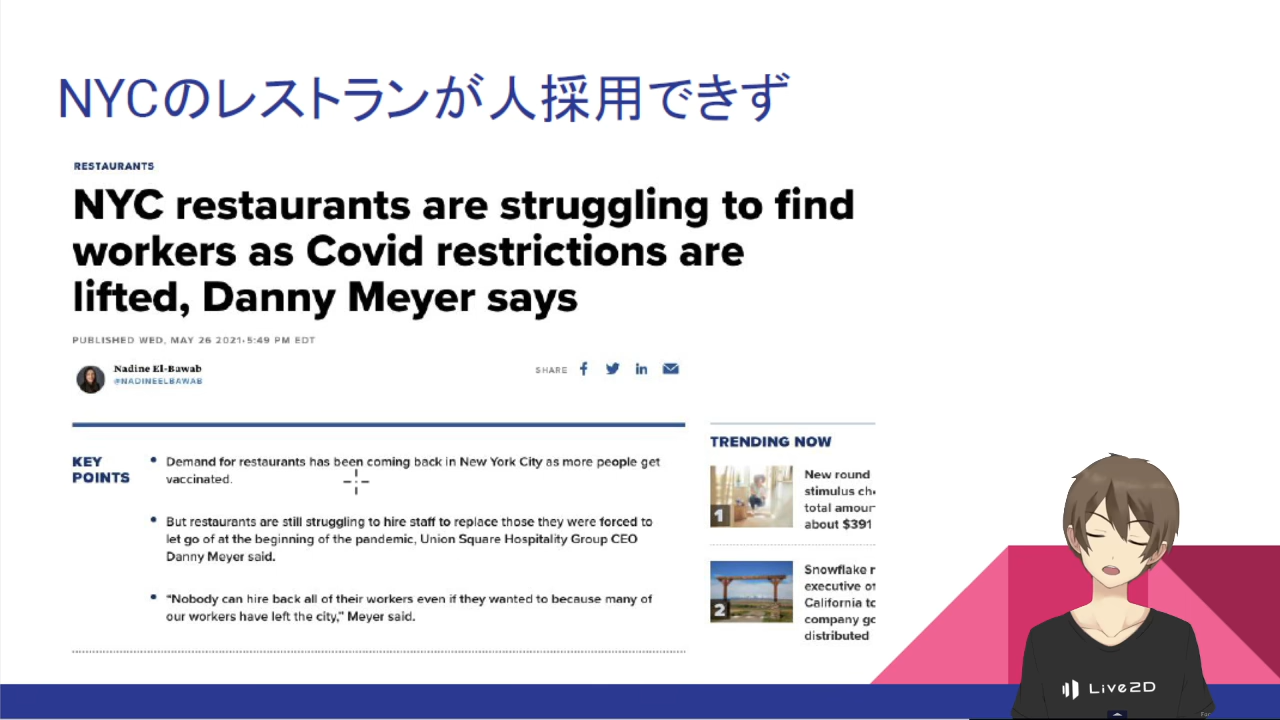 NYCのレストランが人採用できず
RESTAURANTS
NYC restaurants are struggling to find
workers as Covid restrictions are
lifted, Danny Meyer says
PUBLISHED WED, MAY 26 2021•5:49 PM EDT
Nadine El-Bawab
@NADINEELBAWAB
SHARE
KEY
POINTS
• Demand for restaurants has been coming back in New York City as more people get
vaccinated.
• But restaurants are still struggling to hire staff to replace those they were forced to
let go of at the beginning of the pandemic, Union Square Hospitality Group CEO
Danny Meyer said.
• “Nobody can hire back all of their workers even if they wanted to because many of
our workers have left the city,” Meyer said.
TRENDING NOW
1
New round
stimulus
total
about $391
2
Snowflake
executive
California
company
distributed
Live2D